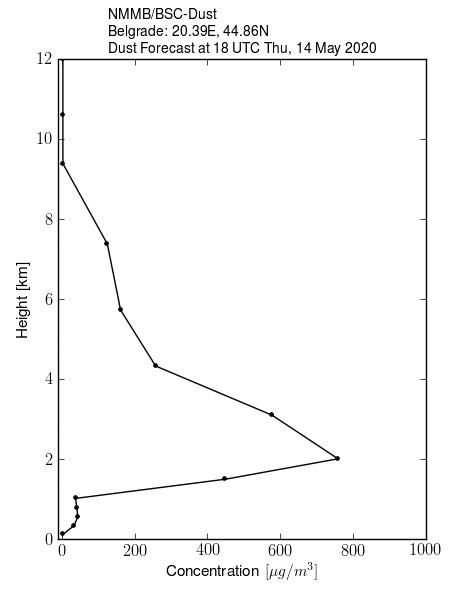 NMMB/BSC-Dust
Belgrade: 20.39E, 44.86N
Dust Forecast at 18 UTC Thu, 14 May 2020
12
10
8
6
4
2
0
Height [km]
0 200 400 600 800 1000
Concentration [μg/m³]